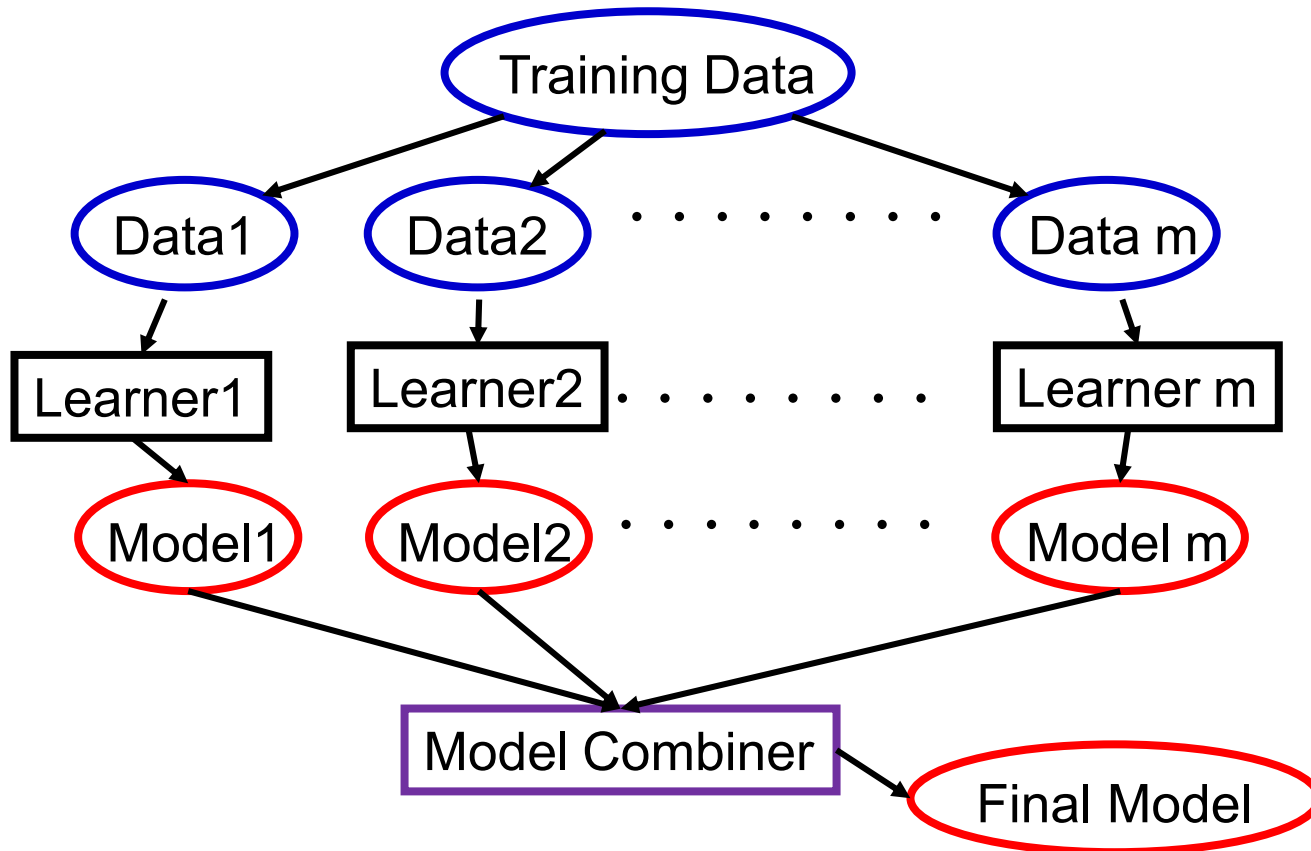 Training Data
Data1
Data2
Data m
Learner1
Learner2
Learner m
Model1
Model2
Model m
Model Combiner
Final Model